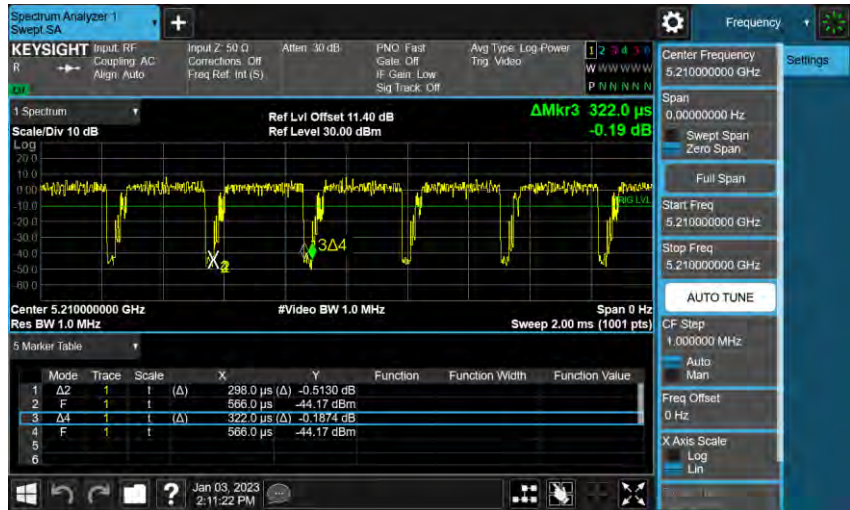 Spectrum Analyzer 1
Swept SA
Frequency
KEYSIGHT
R
Input: RF
Coupling: AC
Align: Auto
Input Z: 50 Ω
Corrections: Off
Freq Ref: Int (S)
Atten: 30 dB
PNO: Fast
Gate: Off
IF Gain: Low
Sig Track: Off
Avg Type: Log-Power
Trig: Video
1 2 3 4 5 6
W W W W W W
P N N N N N
Center Frequency
5.210000000 GHz
Settings
Span
0.00000000 Hz
Swept Span
Zero Span
Full Span
Start Freq
5.210000000 GHz
Stop Freq
5.210000000 GHz
AUTO TUNE
CF Step
1.000000 MHz
Auto
Man
Freq Offset
0 Hz
X Axis Scale
Log
Lin
1 Spectrum
Scale/Div 10 dB
Ref Lvl Offset 11.40 dB
Ref Level 30.00 dBm
ΔMkr3 322.0 µs
-0.19 dB
Log
20.0
10.0
0.00
-10.0
-20.0
-30.0
-40.0
-50.0
-60.0
X2
3Δ4
Center 5.210000000 GHz
Res BW 1.0 MHz
#Video BW 1.0 MHz
Span 0 Hz
Sweep 2.00 ms (1001 pts)
5 Marker Table
Mode Trace Scale X Y Function Function Width Function Value
1 Δ2 1 t (Δ) 298.0 µs (Δ) -0.5130 dB
2 F 1 t 566.0 µs -44.17 dBm
3 Δ4 1 t (Δ) 322.0 µs (Δ) -0.1874 dB
4 F 1 t 566.0 µs -44.17 dBm
5
6
?
Jan 03, 2023
2:11:22 PM